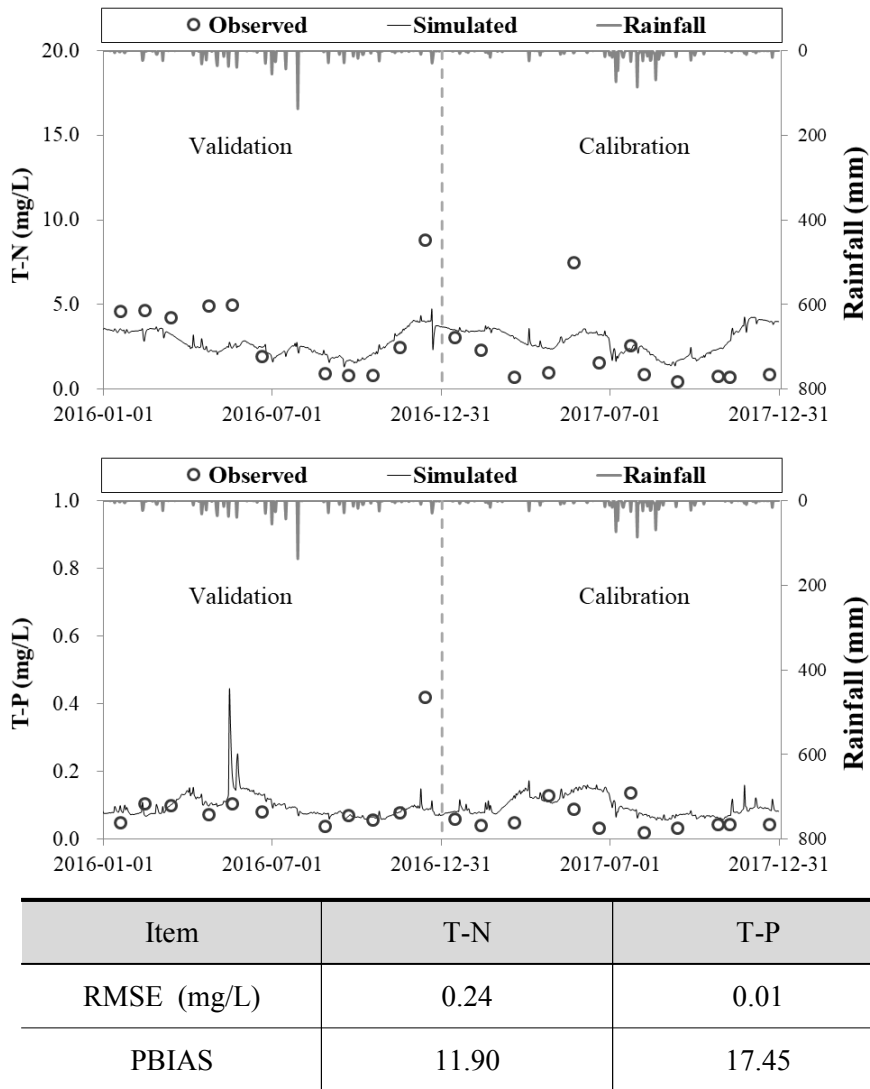 Observed Simulated Rainfall
20.0 0
15.0 200
Validation Calibration
10.0 400
T-N (mg/L) Rainfall (mm)
5.0 600
0.0 800
2016-01-01 2016-07-01 2016-12-31 2017-07-01 2017-12-31
Observed Simulated Rainfall
1.0 0
0.8
200
Validation Calibration
0.6
400
T-P (mg/L) Rainfall (mm)
0.4
600
0.2
0.0 800
2016-01-01 2016-07-01 2016-12-31 2017-07-01 2017-12-31
Item T-N T-P
RMSE (mg/L) 0.24 0.01
PBIAS 11.90 17.45